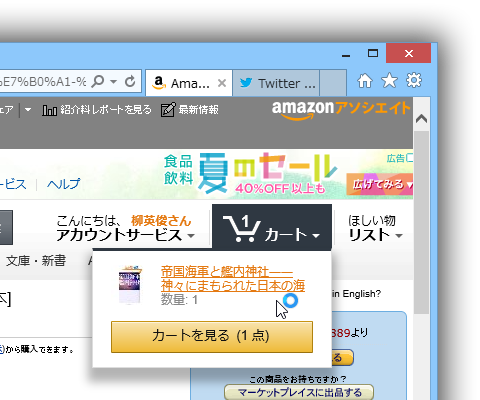 E7%B0%A1-%
Ama...
Twitter ...
ェア
紹介料レポートを見る
最新情報
amazonアソシエイト
広告
食品
飲料
夏のセール
40%OFF以上も
広げてみる▼
ービス
ヘルプ
こんにちは、 柳英俊さん
アカウントサービス
1
カート
ほしい物
リスト
文庫・新書
帝国海軍と艦内神社――
神々にまもられた日本の海
数量: 1
カートを見る (1 点)
本]
in English?
389より
る
)から購入できます。
この商品をお持ちですか？
マーケットプレイスに出品する